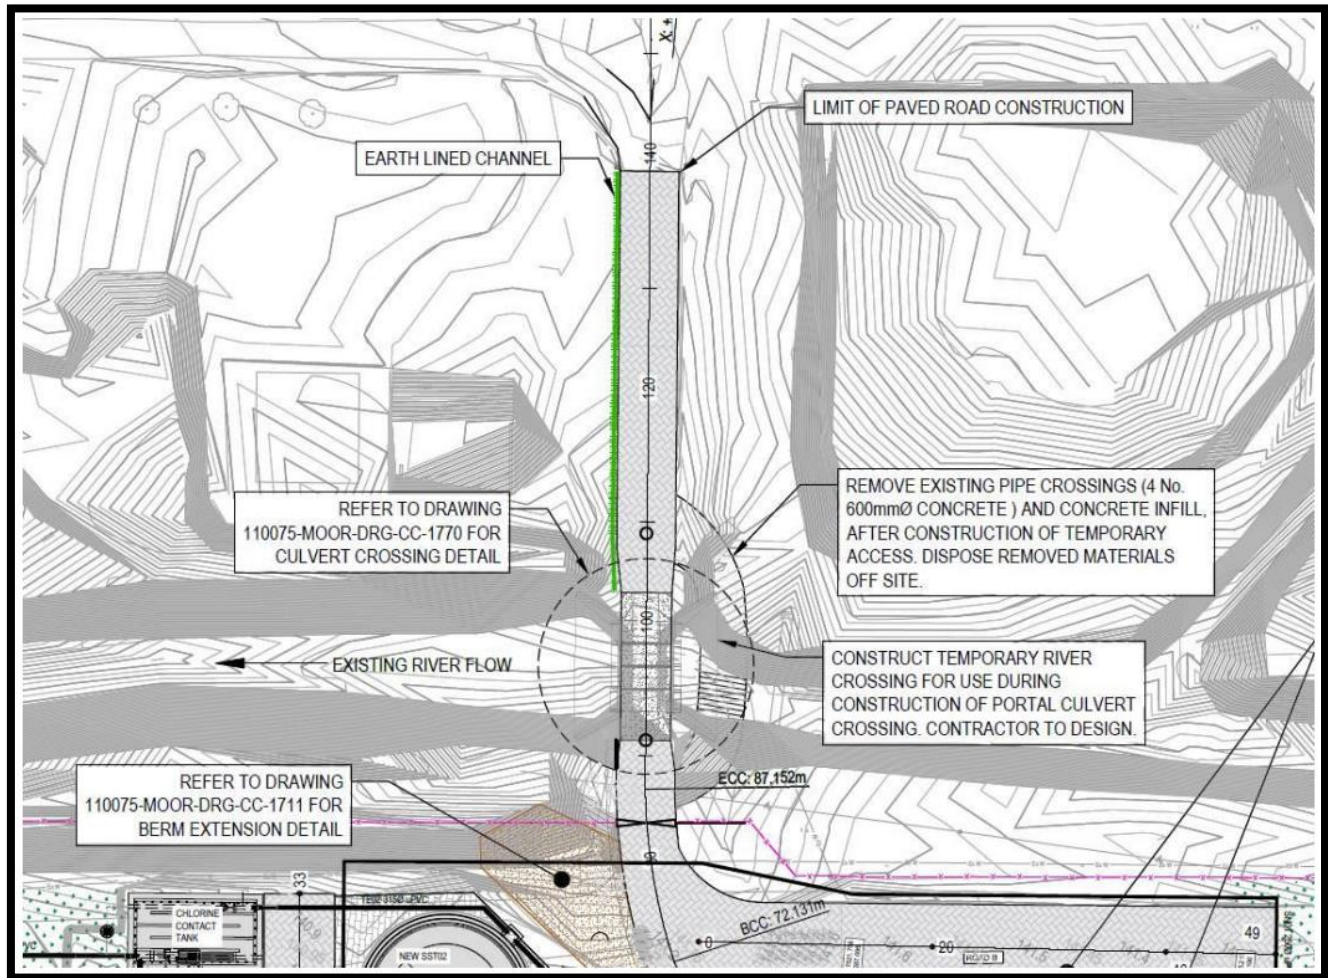 X: +
LIMIT OF PAVED ROAD CONSTRUCTION
140
EARTH LINED CHANNEL
120
REMOVE EXISTING PIPE CROSSINGS (4 No.
600mmØ CONCRETE ) AND CONCRETE INFILL,
AFTER CONSTRUCTION OF TEMPORARY
ACCESS. DISPOSE REMOVED MATERIALS
OFF SITE.
REFER TO DRAWING
110075-MOOR-DRG-CC-1770 FOR
CULVERT CROSSING DETAIL
100
EXISTING RIVER FLOW
CONSTRUCT TEMPORARY RIVER
CROSSING FOR USE DURING
CONSTRUCTION OF PORTAL CULVERT
CROSSING. CONTRACTOR TO DESIGN.
ECC: 87,152m
REFER TO DRAWING
110075-MOOR-DRG-CC-1711 FOR
BERM EXTENSION DETAIL
33
CHLORINE
CONTACT
TANK
NEW SST02
BCC: 72.131m
0
20
ROAD B
49